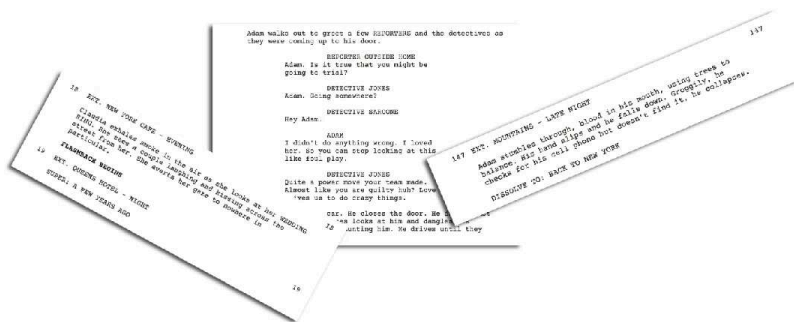 18 EXT. NEW YORK CAFE - EVENING
Claudia exhales smoke in the air as she looks at her WEDDING
RING. She sees a couple laughing and kissing across the
street from her. She averts her gaze to nowhere in
particular.
FLASHBACK BEGINS
19 EXT. QUEENS HOTEL - NIGHT
SUPER: A FEW YEARS AGO
18
19
Adam walks out to greet a few REPORTERS and the detectives as
they were coming up to his door.
REPORTER OUTSIDE HOME
Adam. Is it true that you might be
going to trial?
DETECTIVE JONES
Adam. Going somewhere?
DETECTIVE
Hey Adam.
ADAM
I didn't do anything wrong. I loved
her. So you can stop looking at this
like foul play.
DETECTIVE JONES
Quite a power move your team made.
Almost like you are guilty huh? Love
us to do crazy things.
car. He closes the door. He
looks at him and
him. He drives until they
147
147 EXT. MOUNTAINS - LATE NIGHT
Adam stumbles through, blood in his mouth, using trees to
balance. His hand slips and he falls down. Groggily, he
checks for his cell phone but doesn't find it. he collapses.
DISSOLVE TO: BACK TO NEW YORK